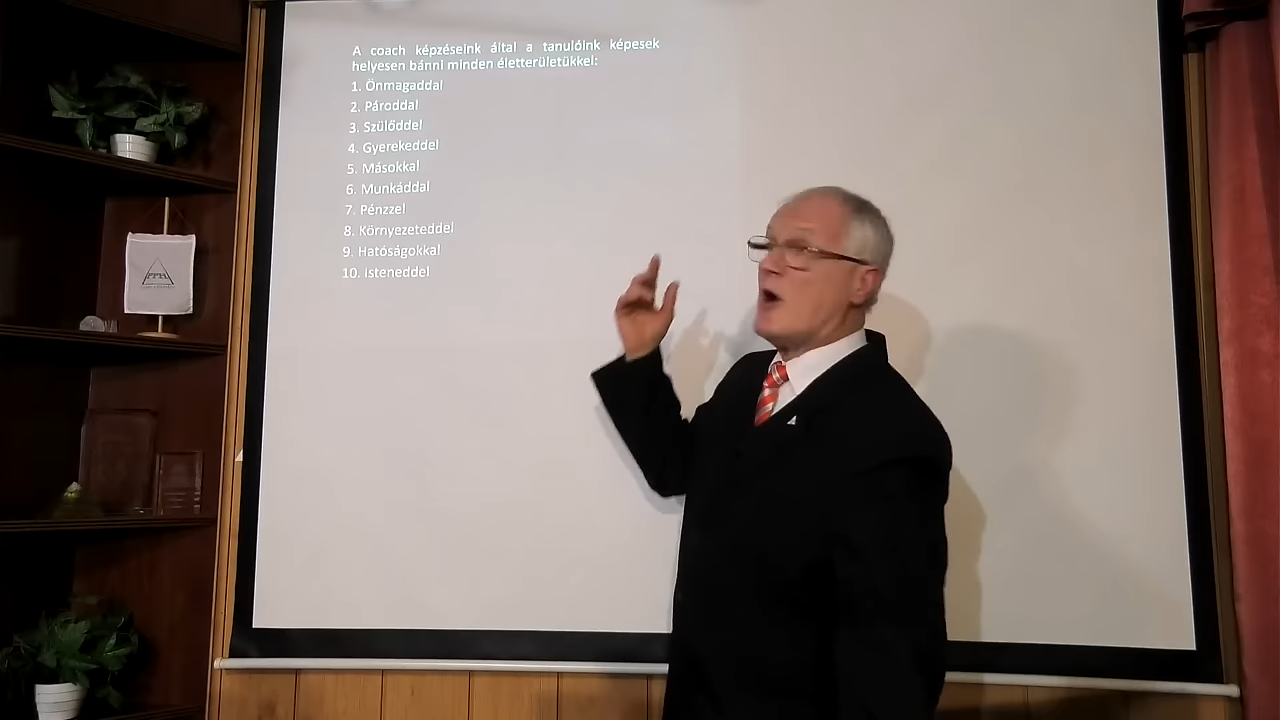 A coach képzéseink által a tanulóink képesek
helyesen bánni minden életterületükkel:
1. Önmagaddal
2. Pároddal
3. Szülőddel
4. Gyerekeddel
5. Másokkal
6. Munkáddal
7. Pénzzel
8. Környezeteddel
9. Hatóságokkal
10. Isteneddel